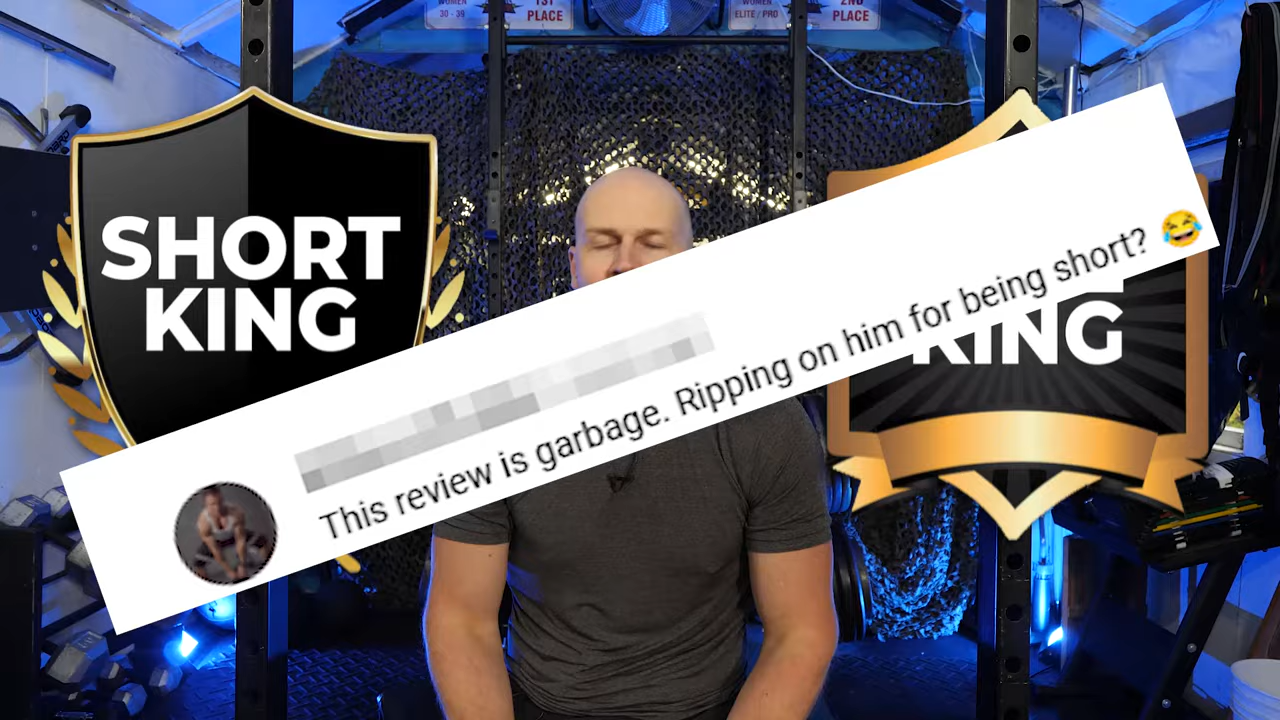 WOMEN
30 - 39
1ST
PLACE
WOMEN
ELITE / PRO
2ND
PLACE
SHORT
KING
This review is garbage. Ripping on him for being short? 😂
KING